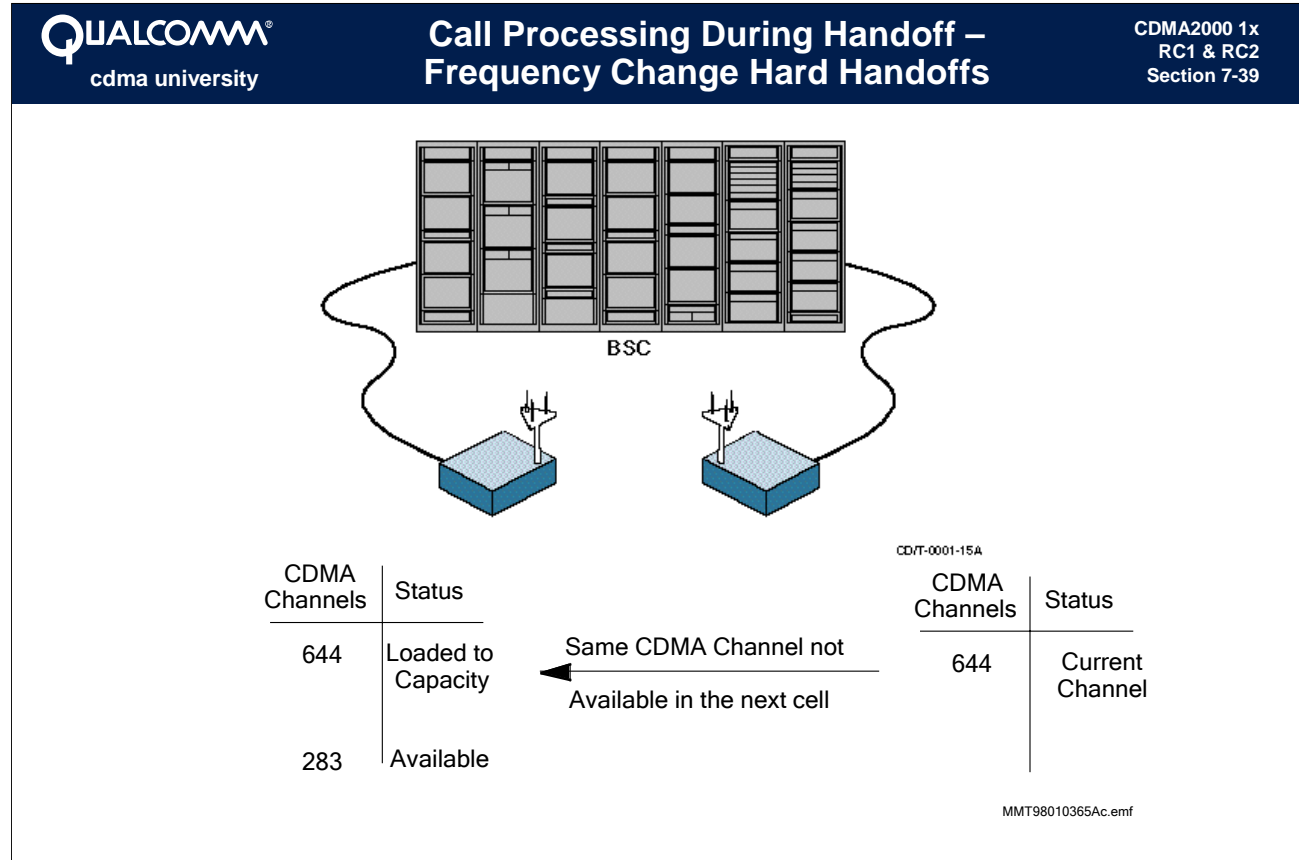 QUALCOMM®
cdma university
Call Processing During Handoff –
Frequency Change Hard Handoffs
CDMA2000 1x
RC1 & RC2
Section 7-39
BSC
CD/T-0001-15A
CDMA
Channels
Status
644
Loaded to
Capacity
283
Available
Same CDMA Channel not
Available in the next cell
CDMA
Channels
Status
644
Current
Channel
MMT98010365Ac.emf